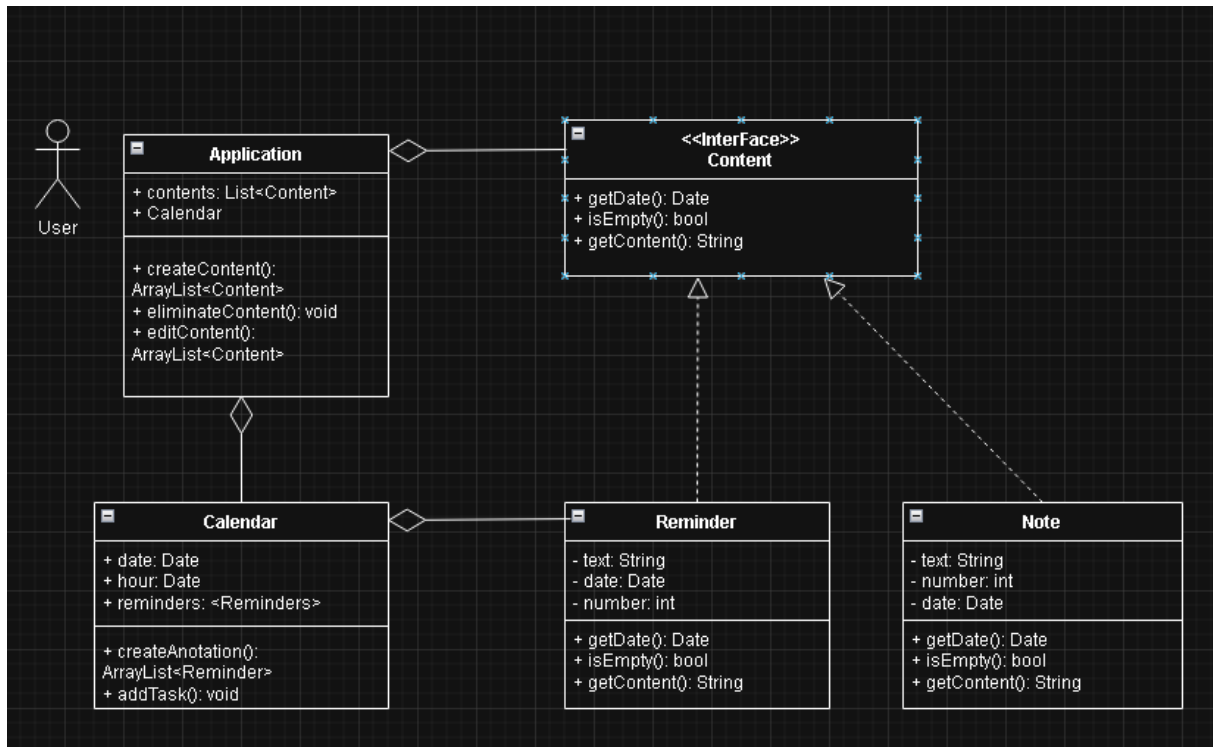 User
Application
+ contents: List<Content>
+ Calendar
+ createContent():
ArrayList<Content>
+ eliminateContent(): void
+ editContent():
ArrayList<Content>
<<InterFace>>
Content
+ getDate(): Date
+ isEmpty(): bool
+ getContent(): String
Calendar
+ date: Date
+ hour: Date
+ reminders: <Reminders>
+ createAnotation():
ArrayList<Reminder>
+ addTask(): void
Reminder
- text: String
- date: Date
- number: int
+ getDate(): Date
+ isEmpty(): bool
+ getContent(): String
Note
- text: String
- number: int
- date: Date
+ getDate(): Date
+ isEmpty(): bool
+ getContent(): String